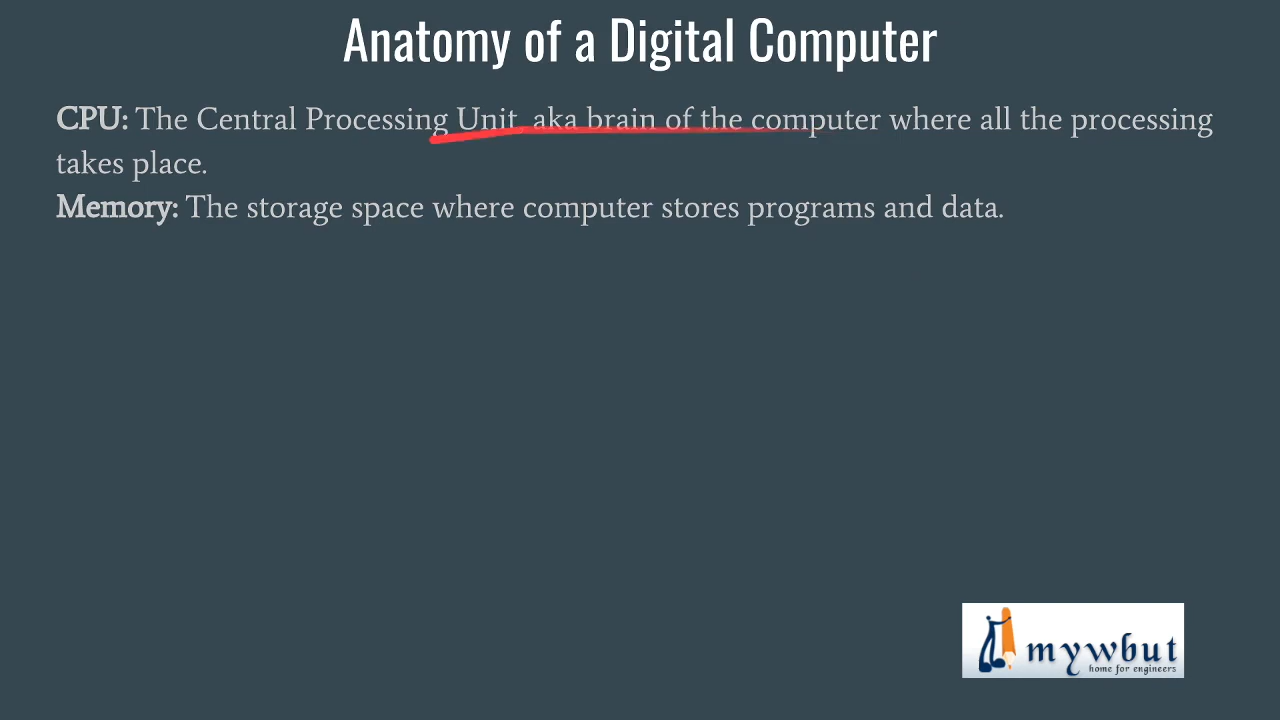 Anatomy of a Digital Computer
CPU: The Central Processing Unit aka brain of the computer where all the processing
takes place.
Memory: The storage space where computer stores programs and data.
mywbut
home for engineers